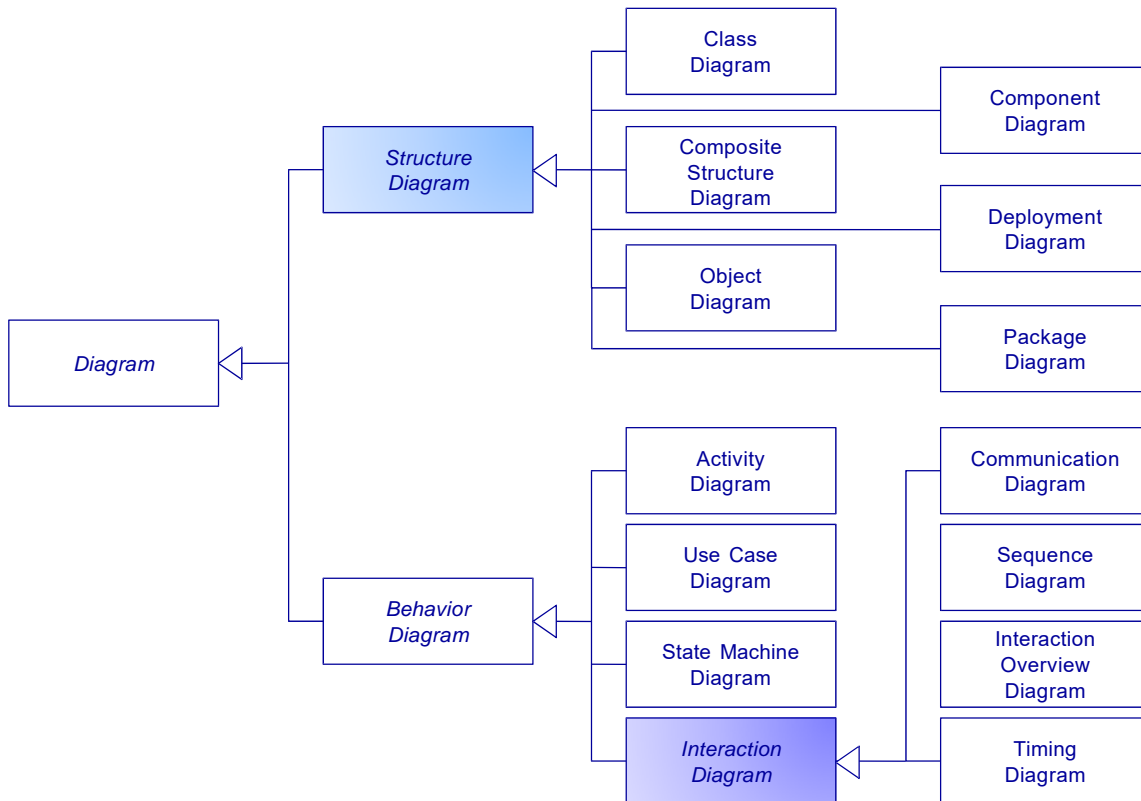 Class
Diagram
Component
Diagram
Structure
Diagram
Composite
Structure
Diagram
Deployment
Diagram
Object
Diagram
Diagram
Package
Diagram
Activity
Diagram
Communication
Diagram
Use Case
Diagram
Sequence
Diagram
Behavior
Diagram
State Machine
Diagram
Interaction
Overview
Diagram
Interaction
Diagram
Timing
Diagram